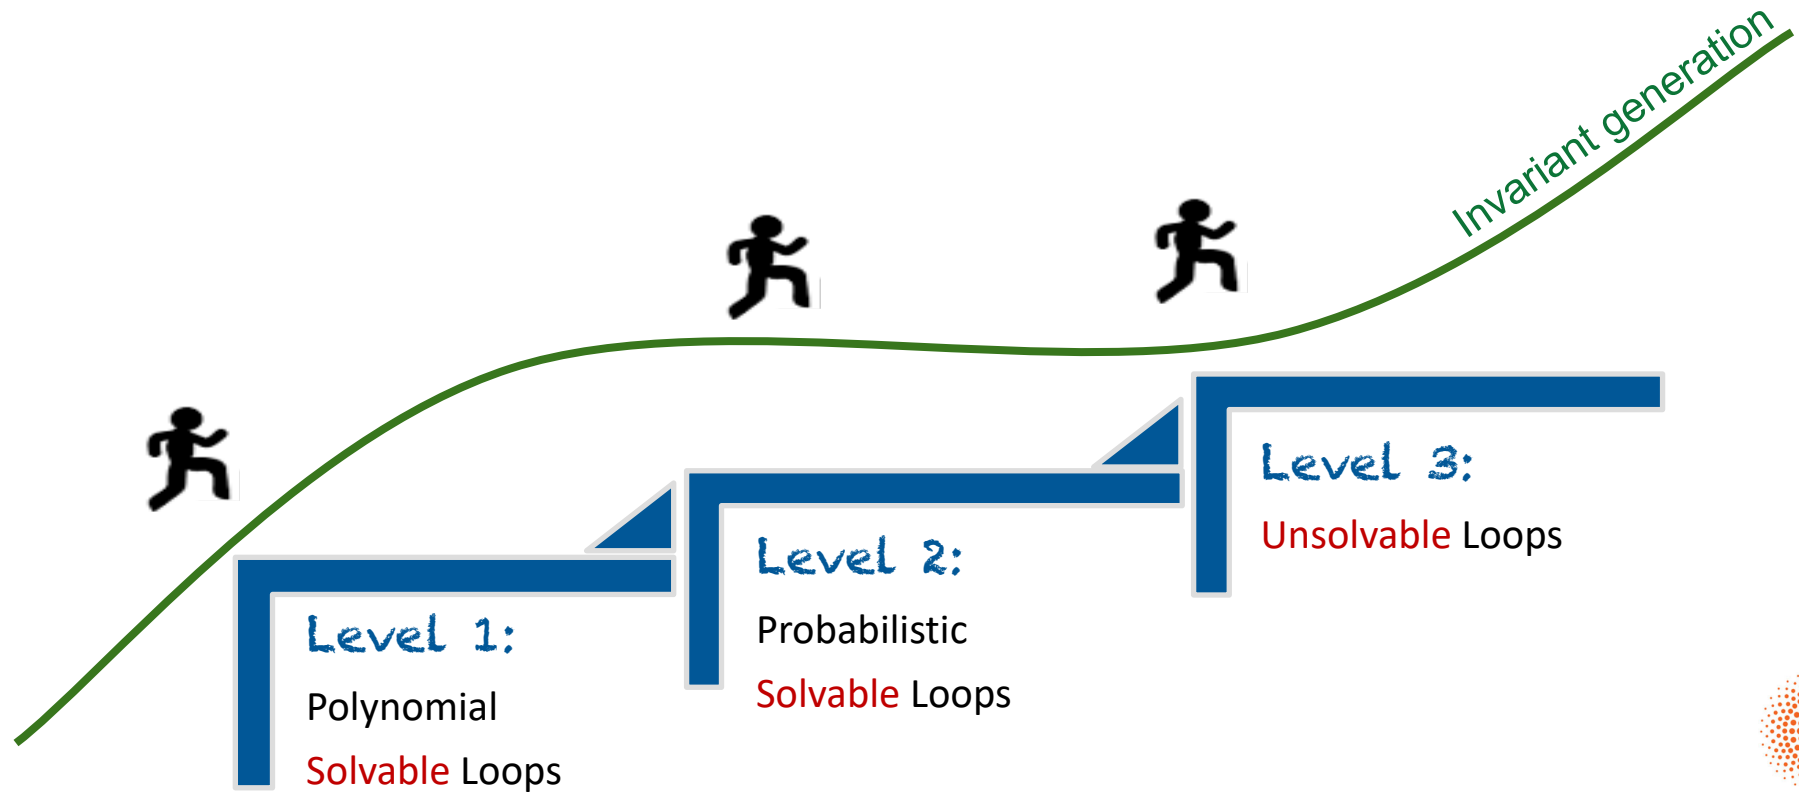 Invariant generation
Level 1:
Polynomial
Solvable Loops
Level 2:
Probabilistic
Solvable Loops
Level 3:
Unsolvable Loops